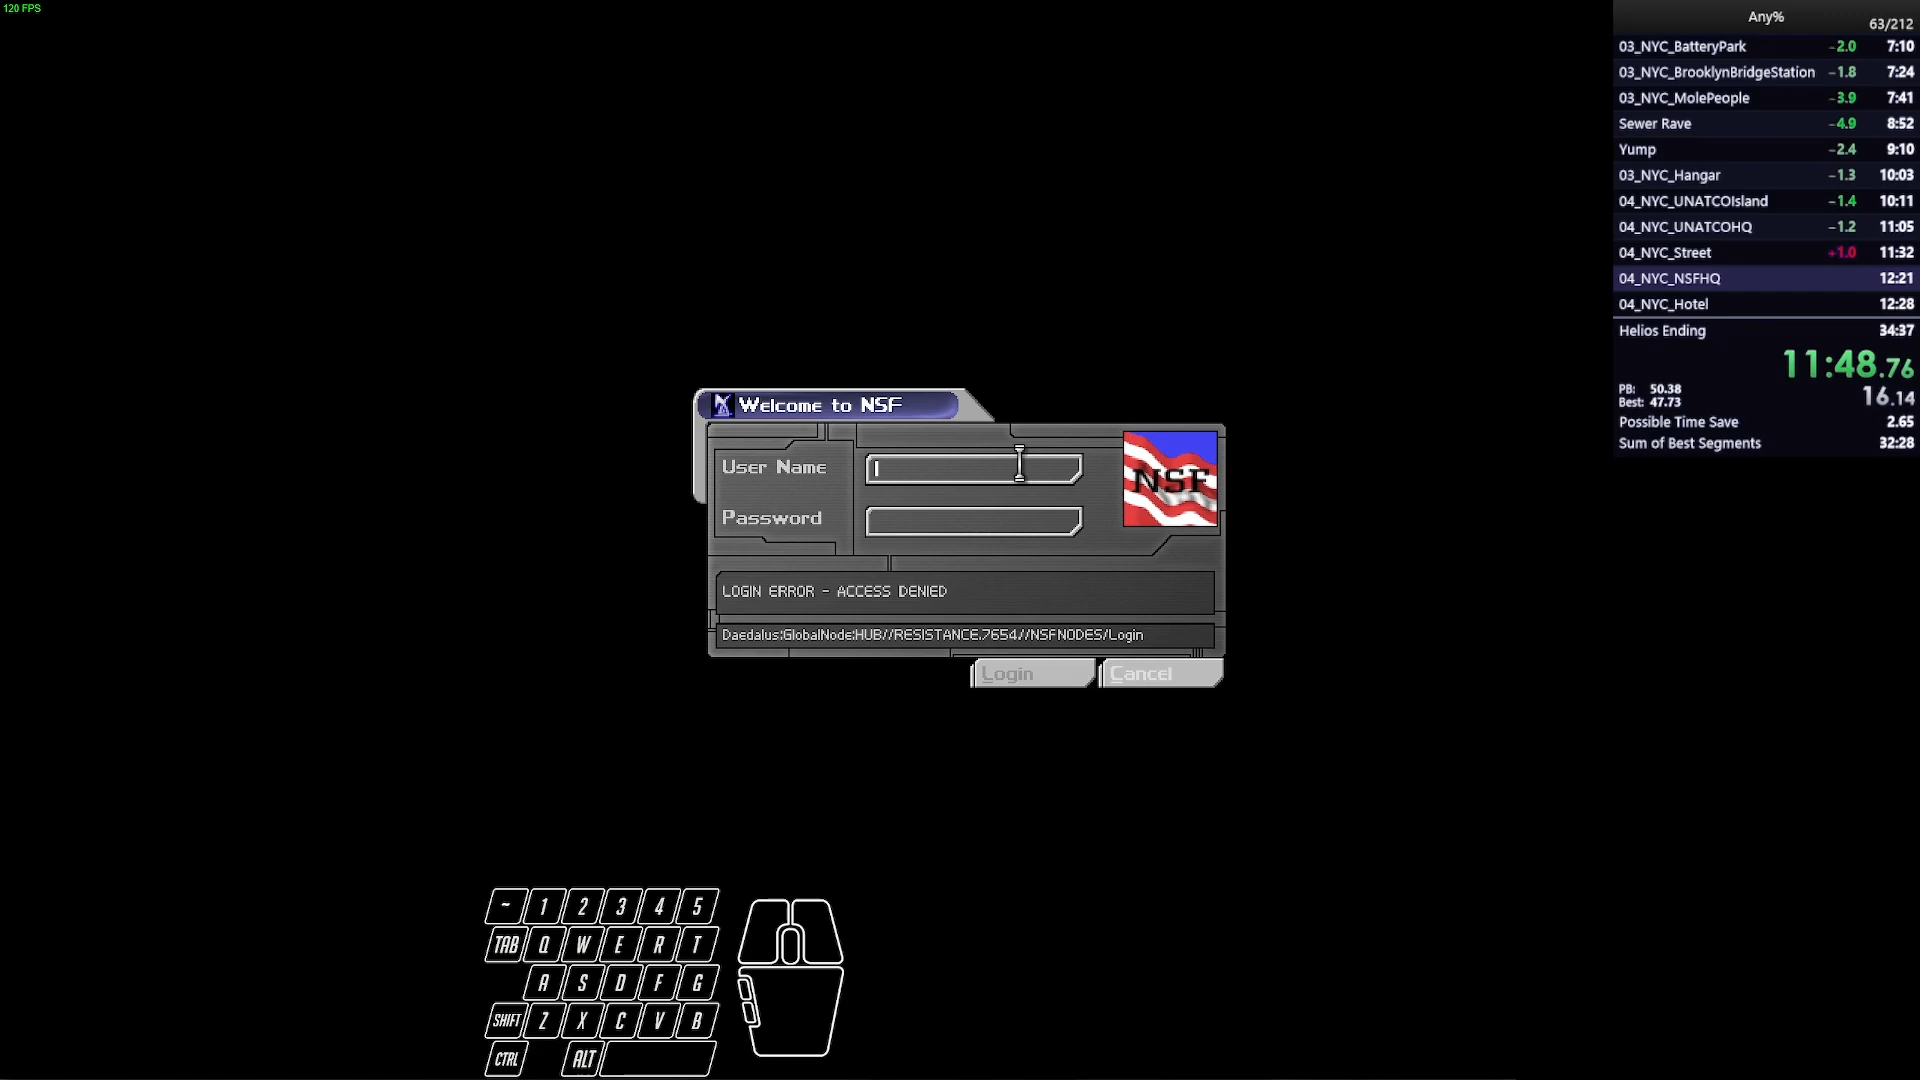 120 FPS
Any%
63/212
03_NYC_BatteryPark −2.0 7:10
03_NYC_BrooklynBridgeStation −1.8 7:24
03_NYC_MolePeople −3.9 7:41
Sewer Rave −4.9 8:52
Yump −2.4 9:10
03_NYC_Hangar −1.3 10:03
04_NYC_UNATCOIsland −1.4 10:11
04_NYC_UNATCOHQ −1.2 11:05
04_NYC_Street +1.0 11:32
04_NYC_NSFHQ 12:21
04_NYC_Hotel 12:28
Helios Ending 34:37
11:48.76
PB: 50.38
Best: 47.73
16.14
Possible Time Save 2.65
Sum of Best Segments 32:28
Welcome to NSF
User Name
NSF
Password
LOGIN ERROR - ACCESS DENIED
Daedalus:GlobalNode:HUB//RESISTANCE.7654//NSFNODES/Login
Login Cancel
~ 1 2 3 4 5
TAB Q W E R T
A S D F G
SHIFT Z X C V B
CTRL ALT